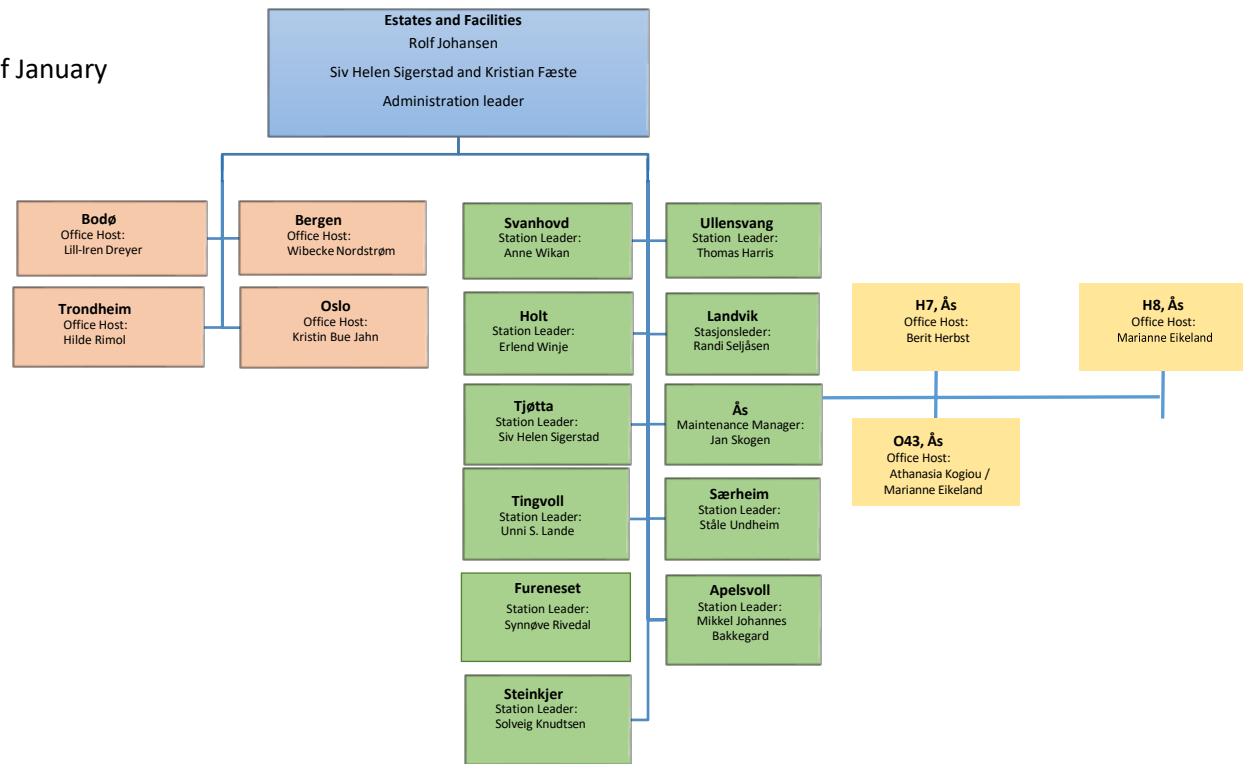 f January
Estates and Facilities
Rolf Johansen
Siv Helen Sigerstad and Kristian Fæste
Administration leader
Bodø
Office Host:
Lill-Iren Dreyer
Bergen
Office Host:
Wibecke Nordstrøm
Trondheim
Office Host:
Hilde Rimol
Oslo
Office Host:
Kristin Bue Jahn
Svanhovd
Station Leader:
Anne Wikan
Ullensvang
Station Leader:
Thomas Harris
Holt
Station Leader:
Erlend Winje
Landvik
Stasjonsleder:
Randi Seljåsen
H7, Ås
Office Host:
Berit Herbst
H8, Ås
Office Host:
Marianne Eikeland
Tjøtta
Station Leader:
Siv Helen Sigerstad
Ås
Maintenance Manager:
Jan Skogen
O43, Ås
Office Host:
Athanasia Kogiou /
Marianne Eikeland
Tingvoll
Station Leader:
Unni S. Lande
Særheim
Station Leader:
Ståle Undheim
Fureneset
Station Leader:
Synnøve Rivedal
Apelsvoll
Station Leader:
Mikkel Johannes
Bakkegard
Steinkjer
Station Leader:
Solveig Knudtsen